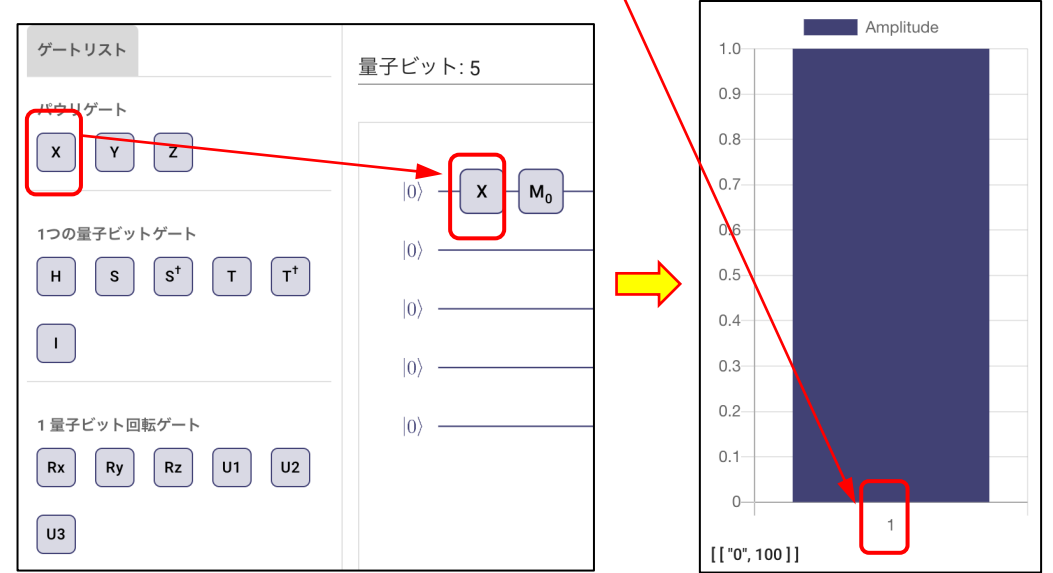 ゲートリスト
パウリゲート
X Y Z
1つの量子ビットゲート
H S S† T T†
I
1 量子ビット回転ゲート
Rx Ry Rz U1 U2
U3
量子ビット: 5
|0⟩ X M₀
|0⟩
|0⟩
|0⟩
|0⟩
Amplitude
1.0
0.9
0.8
0.7
0.6
0.5
0.4
0.3
0.2
0.1
0
1
[ [ "0", 100 ] ]